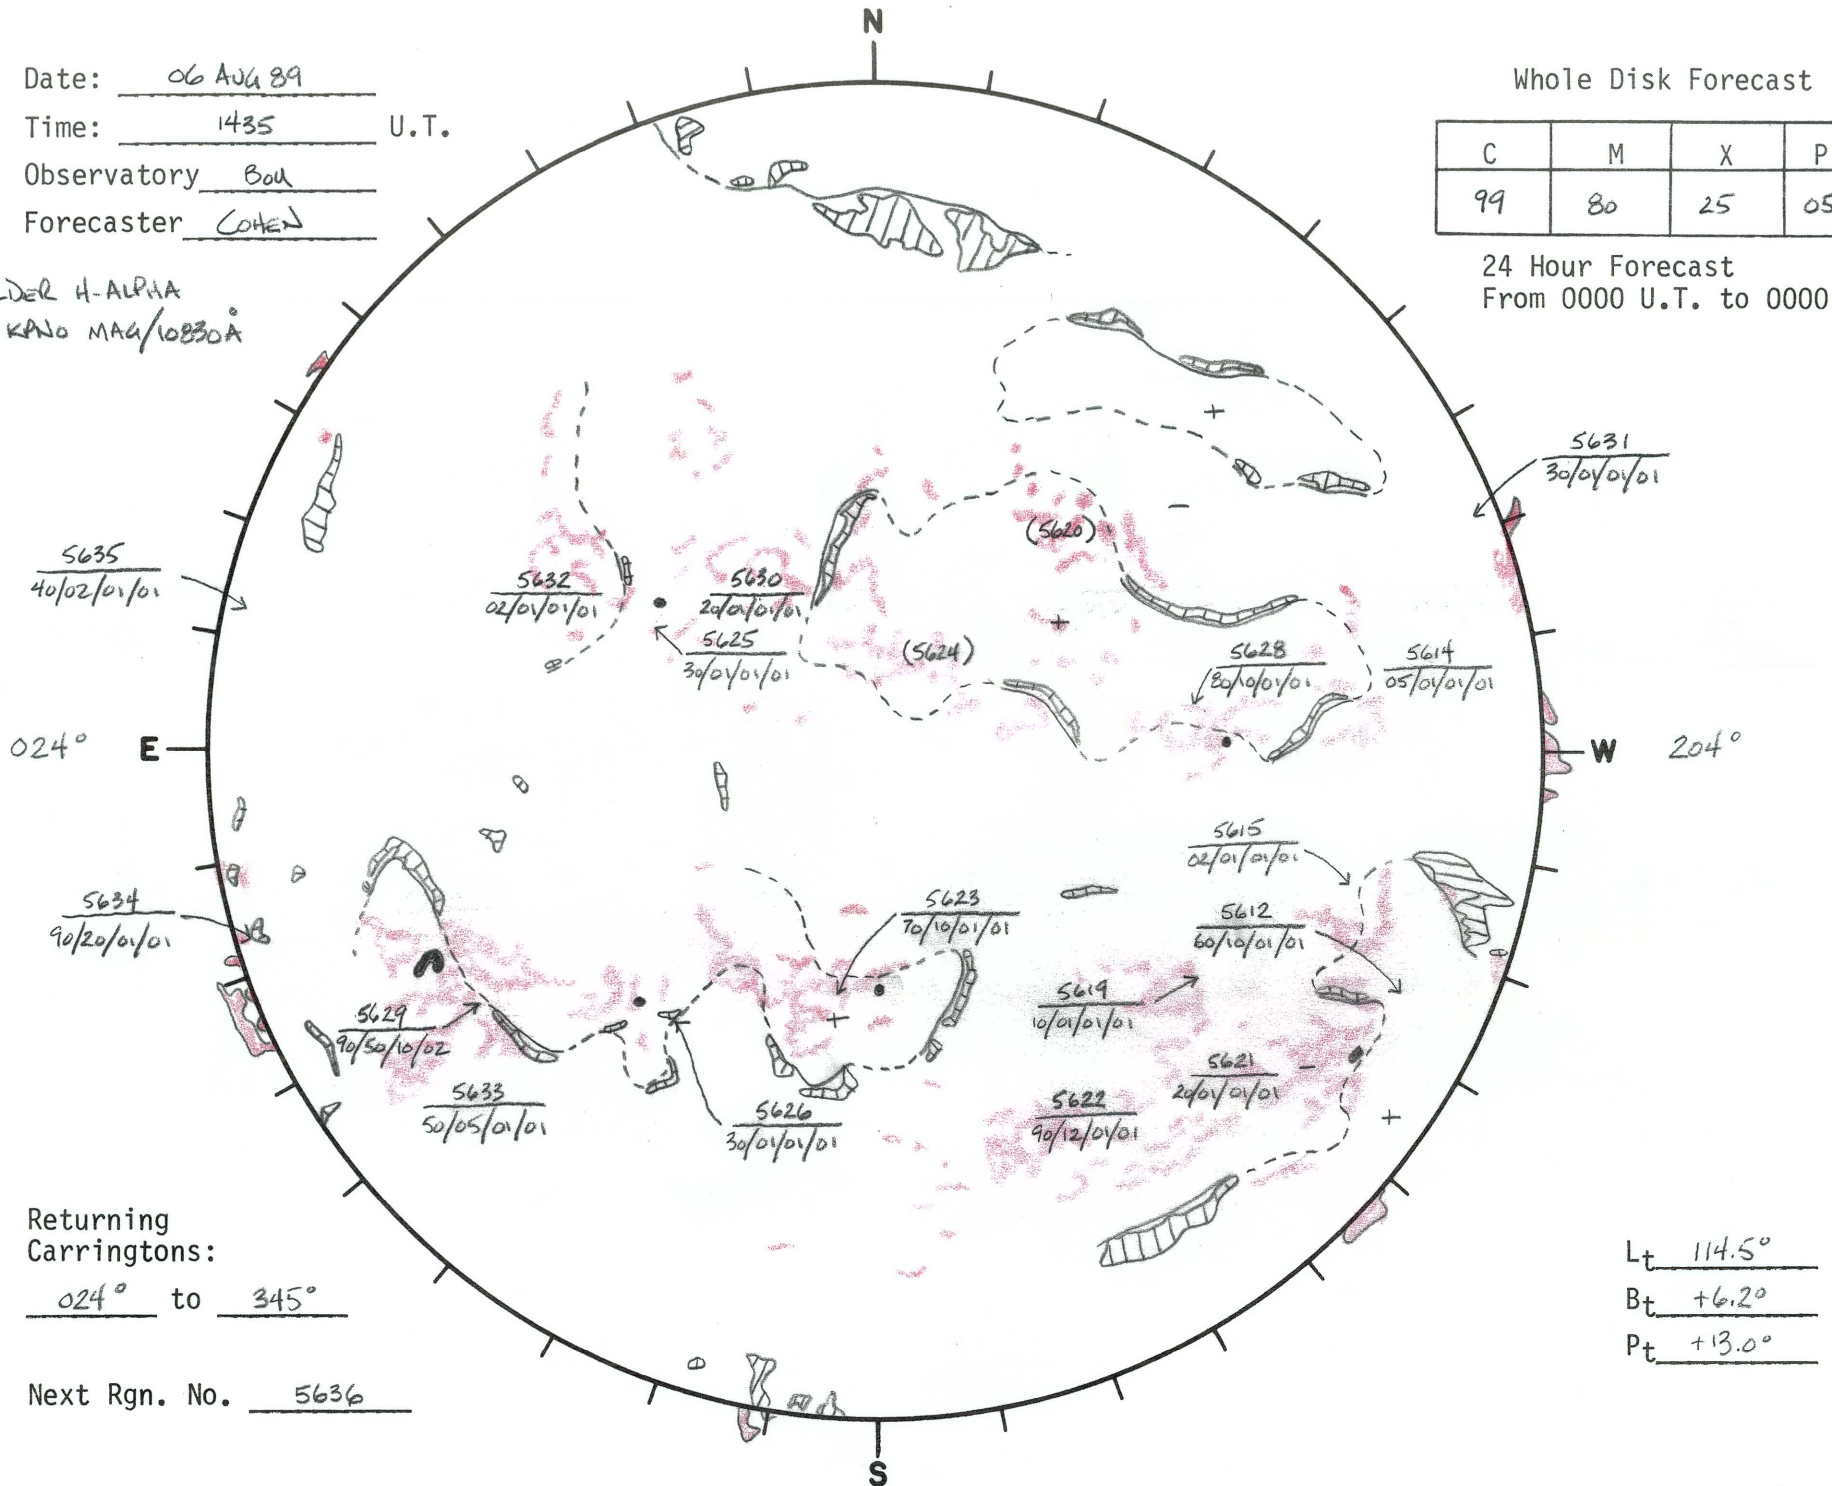 N
Date: 06 AUG 89
Time: 1435 U.T.
Observatory BOU
Forecaster COHEN
LDER H-ALPHA
KPNO MAG/10830Å
Whole Disk Forecast
C M X P
99 80 25 05
24 Hour Forecast
From 0000 U.T. to 0000
+
5631
30/01/01/01
−
(5620)
5635
40/02/01/01
5632
02/01/01/01
5630
20/01/01/01
+
5625
30/01/01/01
(5624)
5628
80/10/01/01
5614
05/01/01/01
024° E
W 204°
5615
02/01/01/01
5634
90/20/01/01
5623
70/10/01/01
5612
60/10/01/01
5619
10/01/01/01
+
5629
90/50/10/02
5621
20/01/01/01
−
5633
50/05/01/01
5626
30/01/01/01
5622
90/12/01/01
+
Returning
Carringtons:
024° to 345°
Next Rgn. No. 5636
Lt 114.5°
Bt +6.2°
Pt +13.0°
S